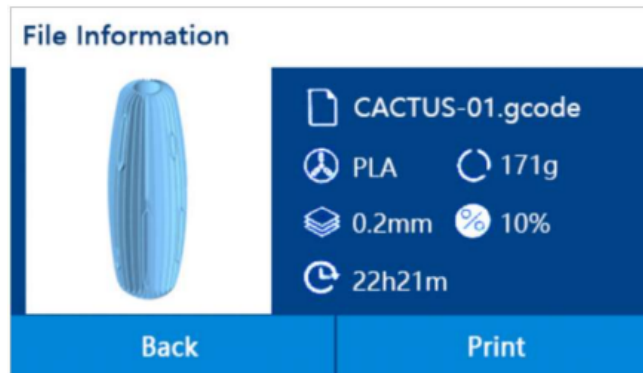 File Information
CACTUS-01.gcode
PLA 171g
0.2mm % 10%
22h21m
Back Print